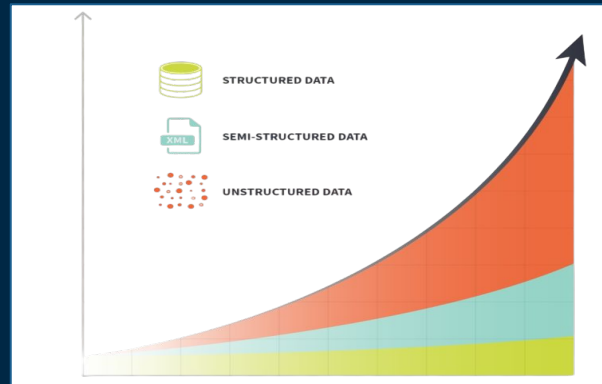 STRUCTURED DATA
XML
SEMI-STRUCTURED DATA
UNSTRUCTURED DATA